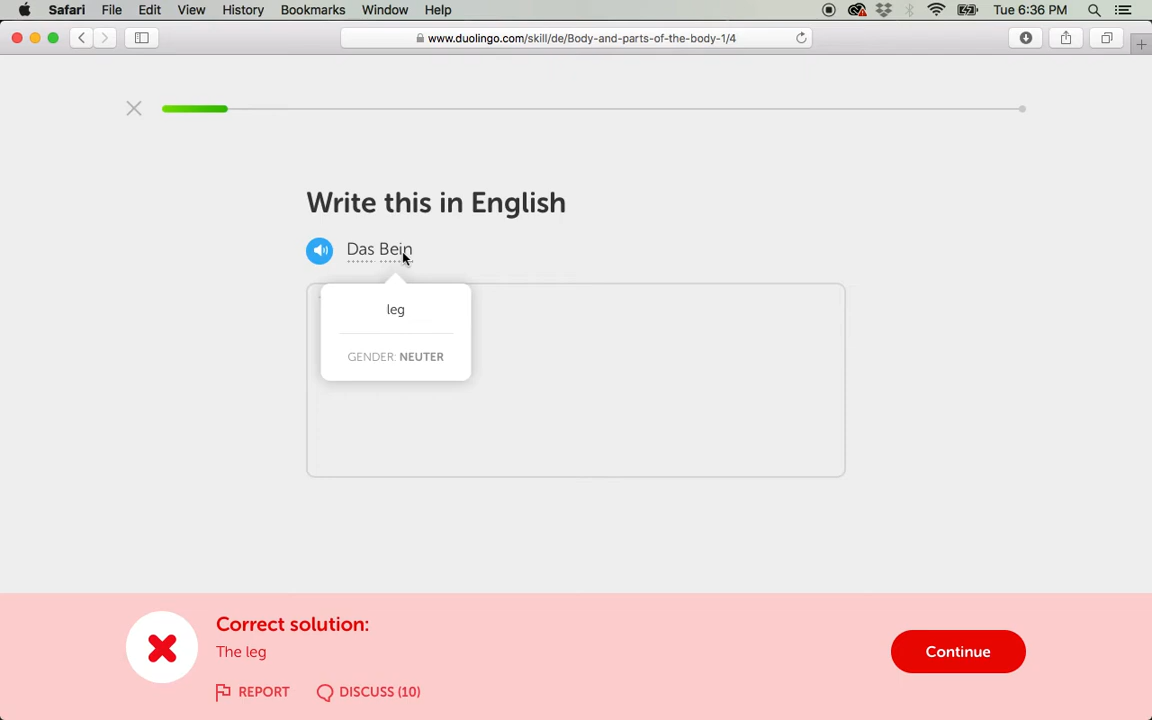 Safari File Edit View History Bookmarks Window Help Tue 6:36 PM
www.duolingo.com/skill/de/Body-and-parts-of-the-body-1/4
Write this in English
Das Bein
leg
GENDER: NEUTER
Correct solution:
The leg
Continue
REPORT DISCUSS (10)